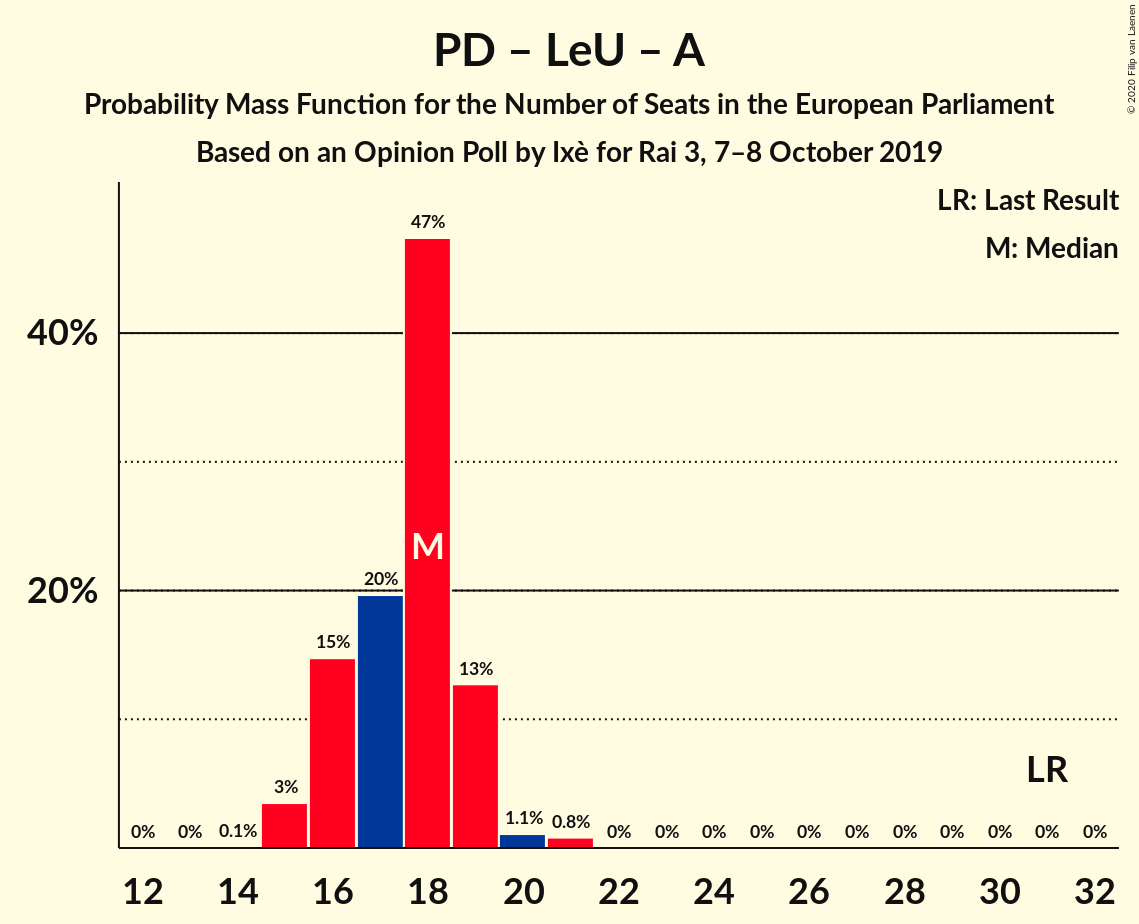 PD – LeU – A
Probability Mass Function for the Number of Seats in the European Parliament
Based on an Opinion Poll by Ixè for Rai 3, 7–8 October 2019
© 2020 Filip van Laenen
LR: Last Result
M: Median
47%
40%
M
20%
20%
15%
13%
LR
3%
0% 0% 0.1% 1.1% 0.8% 0% 0% 0% 0% 0% 0% 0% 0% 0% 0% 0%
12 14 16 18 20 22 24 26 28 30 32